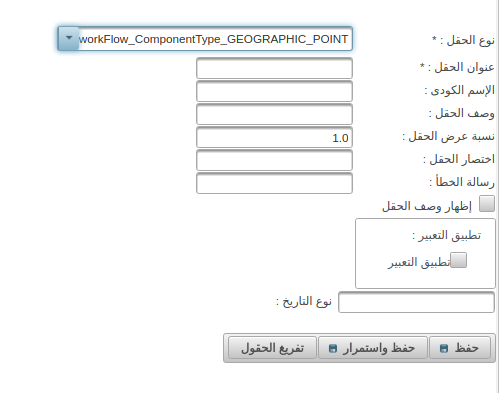 نوع الحقل : * workFlow_ComponentType_GEOGRAPHIC_POINT
عنوان الحقل : *
الإسم الكودى :
وصف الحقل :
نسبة عرض الحقل : 1.0
اختصار الحقل :
رسالة الخطأ :
إظهار وصف الحقل
تطبيق التعبير :
تطبيق التعبير
نوع التاريخ :
حفظ حفظ واستمرار تفريغ الحقول